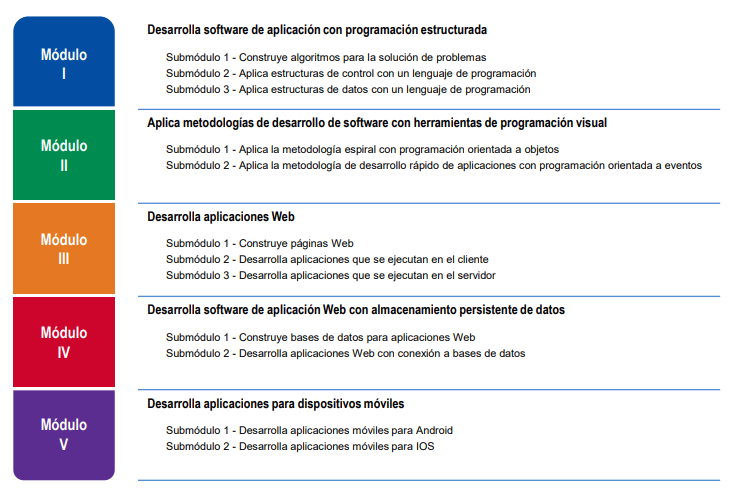 Módulo
I
Desarrolla software de aplicación con programación estructurada
Submódulo 1 - Construye algoritmos para la solución de problemas
Submódulo 2 - Aplica estructuras de control con un lenguaje de programación
Submódulo 3 - Aplica estructuras de datos con un lenguaje de programación
Módulo
II
Aplica metodologías de desarrollo de software con herramientas de programación visual
Submódulo 1 - Aplica la metodología espiral con programación orientada a objetos
Submódulo 2 - Aplica la metodología de desarrollo rápido de aplicaciones con programación orientada a eventos
Módulo
III
Desarrolla aplicaciones Web
Submódulo 1 - Construye páginas Web
Submódulo 2 - Desarrolla aplicaciones que se ejecutan en el cliente
Submódulo 3 - Desarrolla aplicaciones que se ejecutan en el servidor
Módulo
IV
Desarrolla software de aplicación Web con almacenamiento persistente de datos
Submódulo 1 - Construye bases de datos para aplicaciones Web
Submódulo 2 - Desarrolla aplicaciones Web con conexión a bases de datos
Módulo
V
Desarrolla aplicaciones para dispositivos móviles
Submódulo 1 - Desarrolla aplicaciones móviles para Android
Submódulo 2 - Desarrolla aplicaciones móviles para IOS